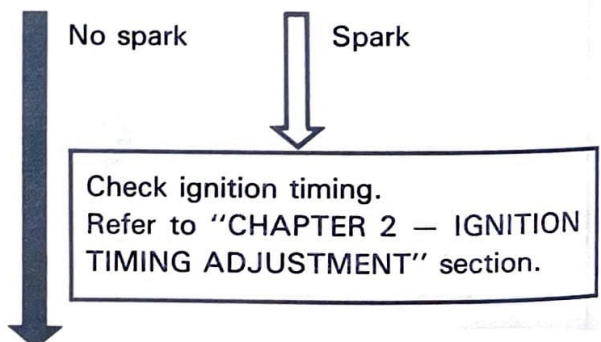 No spark
Spark
Check ignition timing.
Refer to ‘‘CHAPTER 2 — IGNITION
TIMING ADJUSTMENT’’ section.